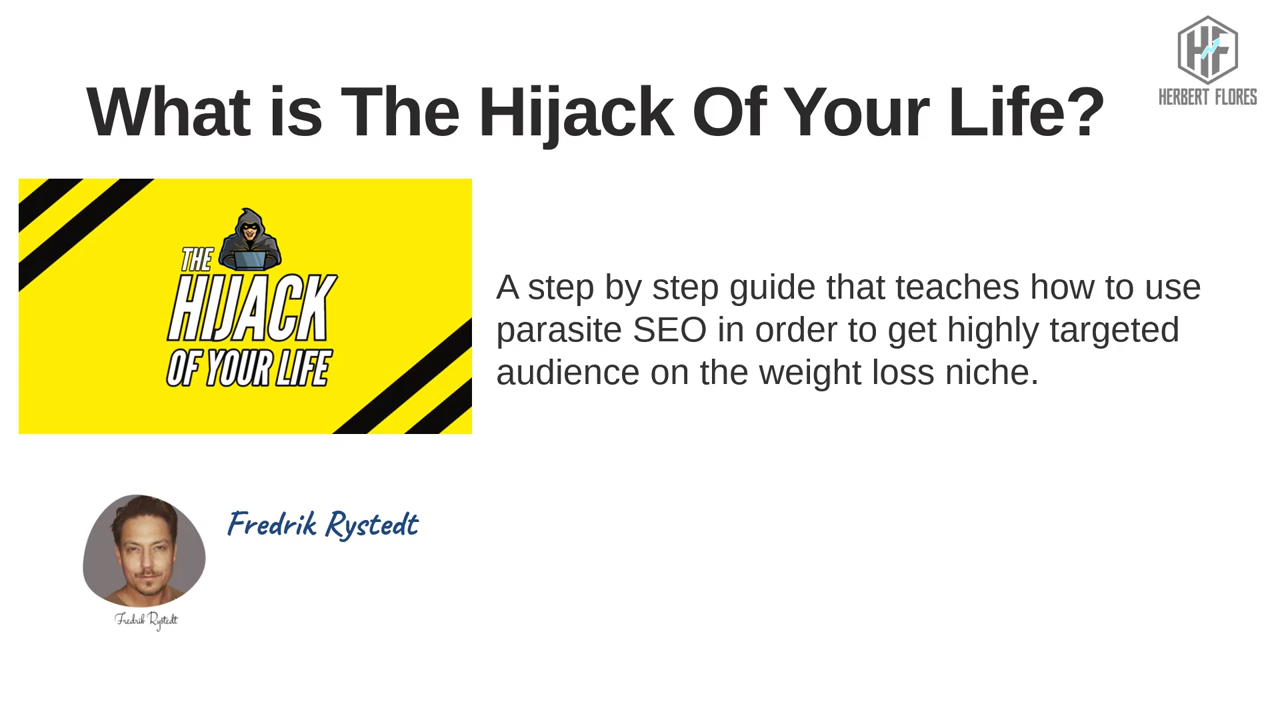 HF
HERBERT FLORES
What is The Hijack Of Your Life?
THE
HIJACK
OF YOUR LIFE
A step by step guide that teaches how to use
parasite SEO in order to get highly targeted
audience on the weight loss niche.
Fredrik Rystedt
Fredrik Rystedt